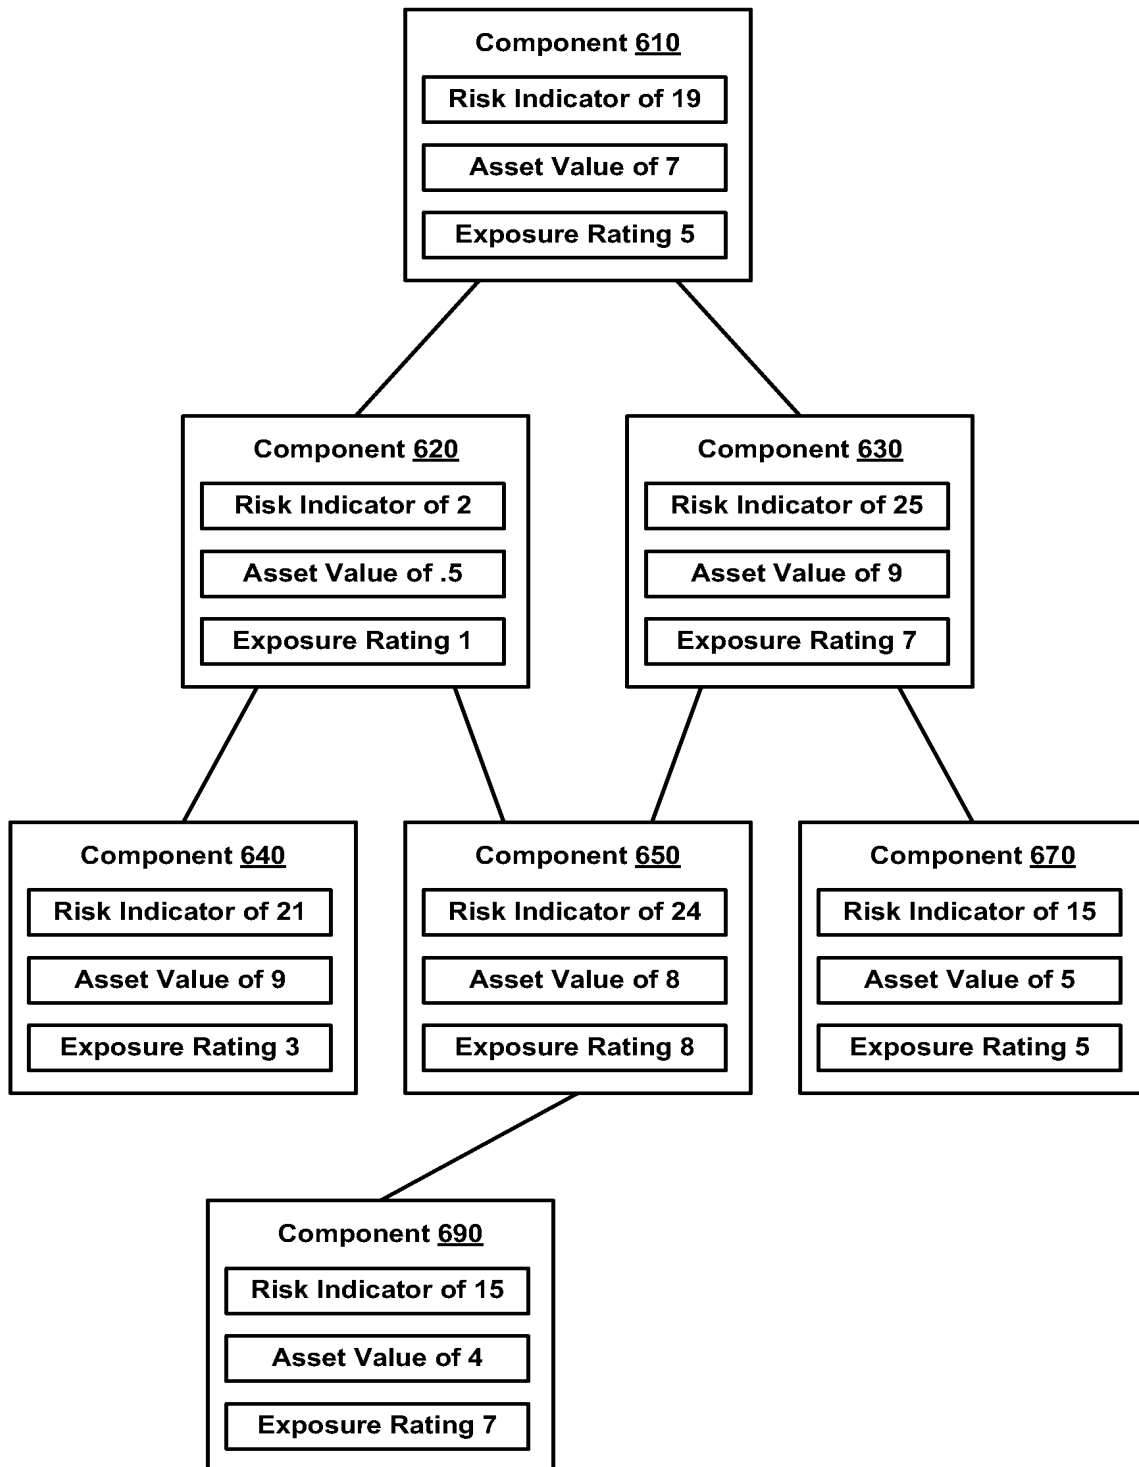 Component 610
Risk Indicator of 19
Asset Value of 7
Exposure Rating 5
Component 620
Risk Indicator of 2
Asset Value of .5
Exposure Rating 1
Component 630
Risk Indicator of 25
Asset Value of 9
Exposure Rating 7
Component 640
Risk Indicator of 21
Asset Value of 9
Exposure Rating 3
Component 650
Risk Indicator of 24
Asset Value of 8
Exposure Rating 8
Component 670
Risk Indicator of 15
Asset Value of 5
Exposure Rating 5
Component 690
Risk Indicator of 15
Asset Value of 4
Exposure Rating 7